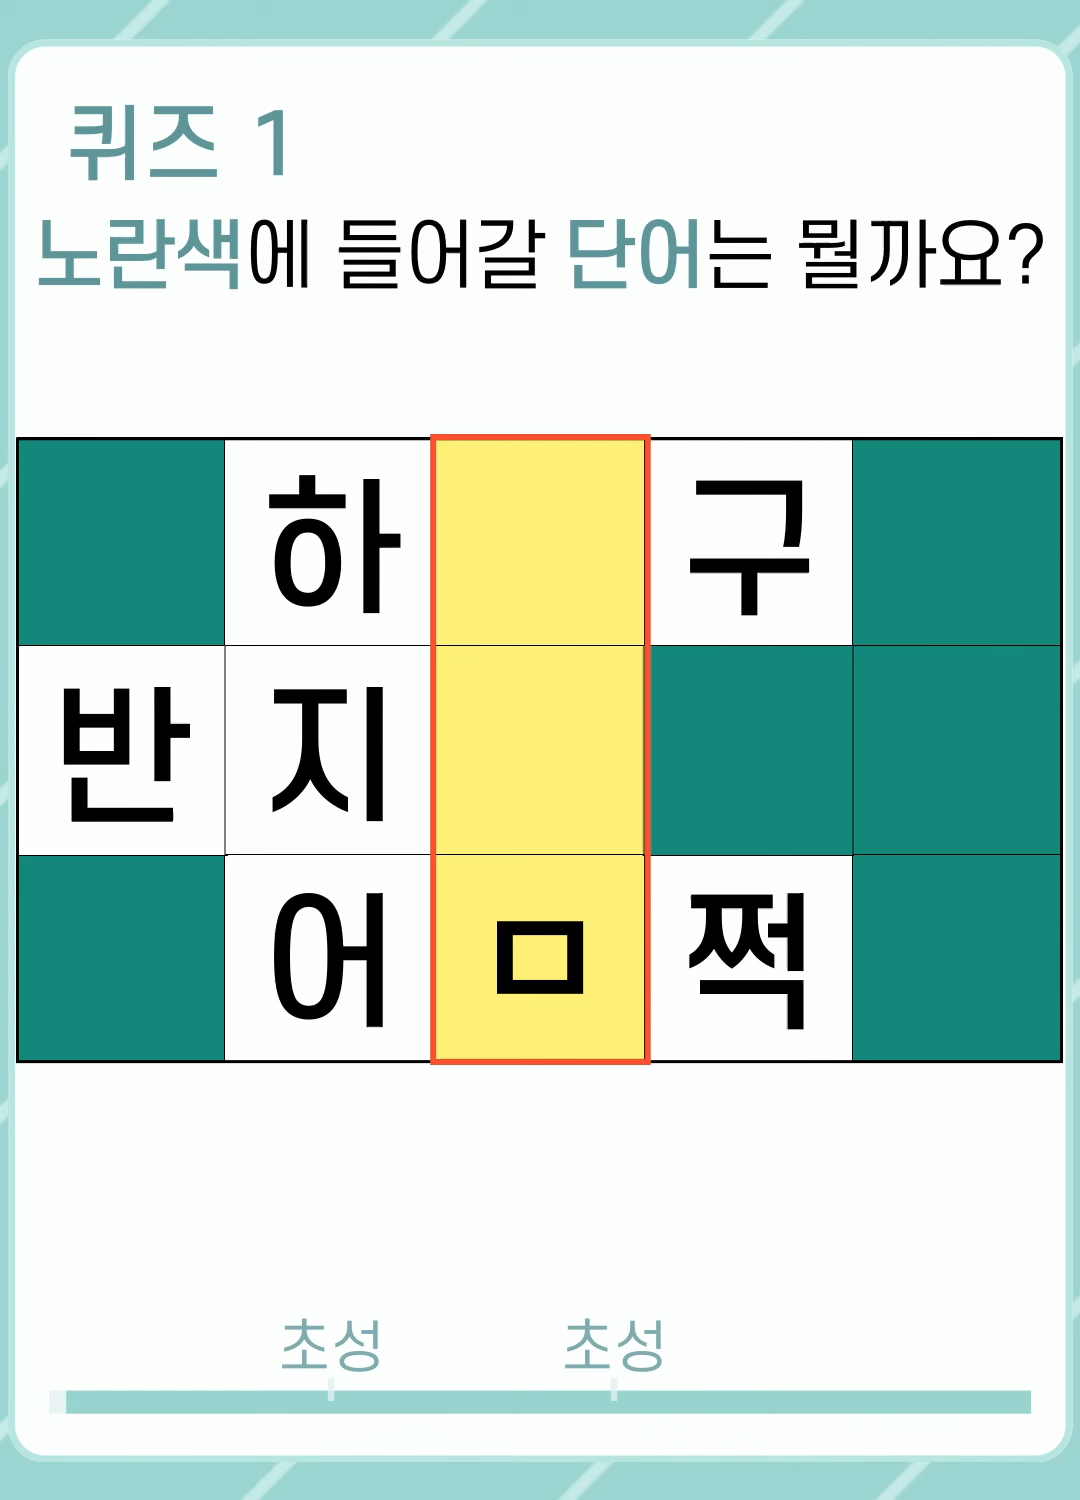 퀴즈 1
노란색에 들어갈 단어는 뭘까요?
하 구
반 지
어 ㅁ 쩍
초성 초성